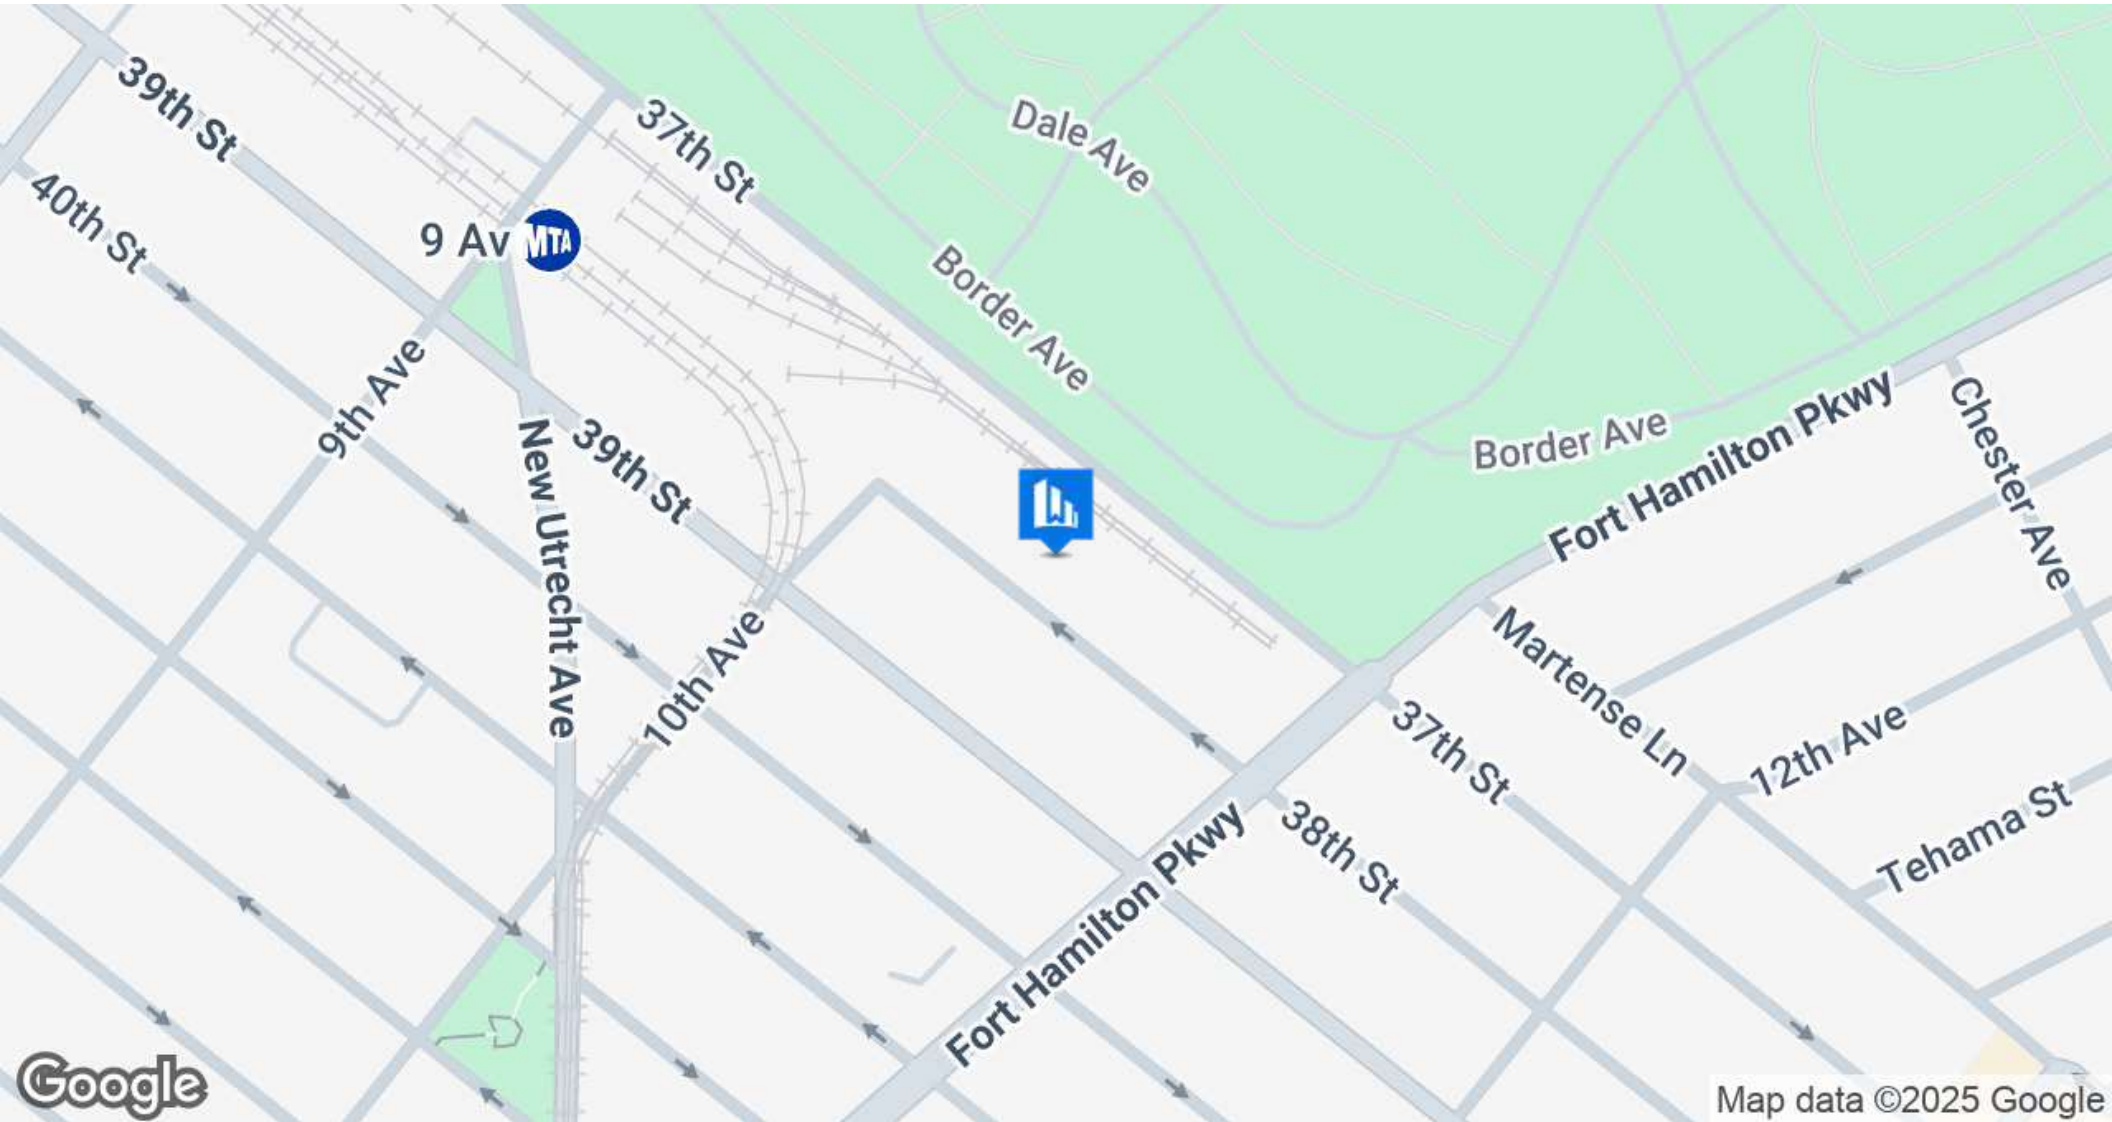 39th St
37th St
Dale Ave
40th St
9 Av
MTA
Border Ave
9th Ave
39th St
New Utrecht Ave
Border Ave
Fort Hamilton Pkwy
Chester Ave
10th Ave
Martense Ln
37th St
12th Ave
38th St
Tehama St
Fort Hamilton Pkwy
Google
Map data ©2025 Google